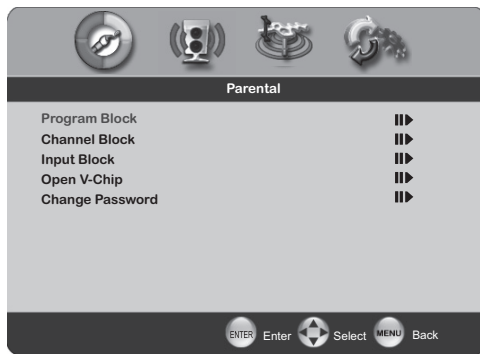 Parental
Program Block
Channel Block
Input Block
Open V-Chip
Change Password
ENTER Enter Select MENU Back